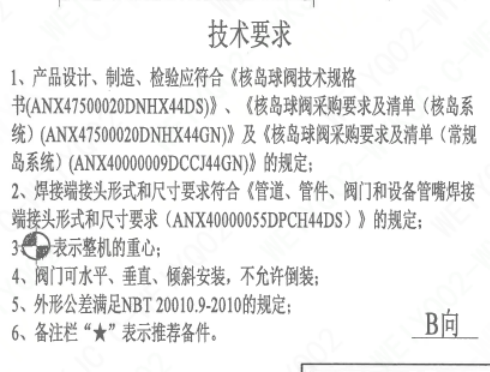 技术要求
1、产品设计、制造、检验应符合《核岛球阀技术规格
书(ANX47500020DNHX44DS)》、《核岛球阀采购要求及清单（核岛系
统）(ANX47500020DNHX44GN)》及《核岛球阀采购要求及清单（常规
岛系统）(ANX40000009DCCJ44GN)》的规定；
2、焊接端接头形式和尺寸要求符合《管道、管件、阀门和设备管嘴焊接
端接头形式和尺寸要求（ANX40000055DPCH44DS）》的规定；
3 表示整机的重心；
4、阀门可水平、垂直、倾斜安装，不允许倒装；
5、外形公差满足NBT 20010.9-2010的规定；
6、备注栏“★”表示推荐备件。
B向